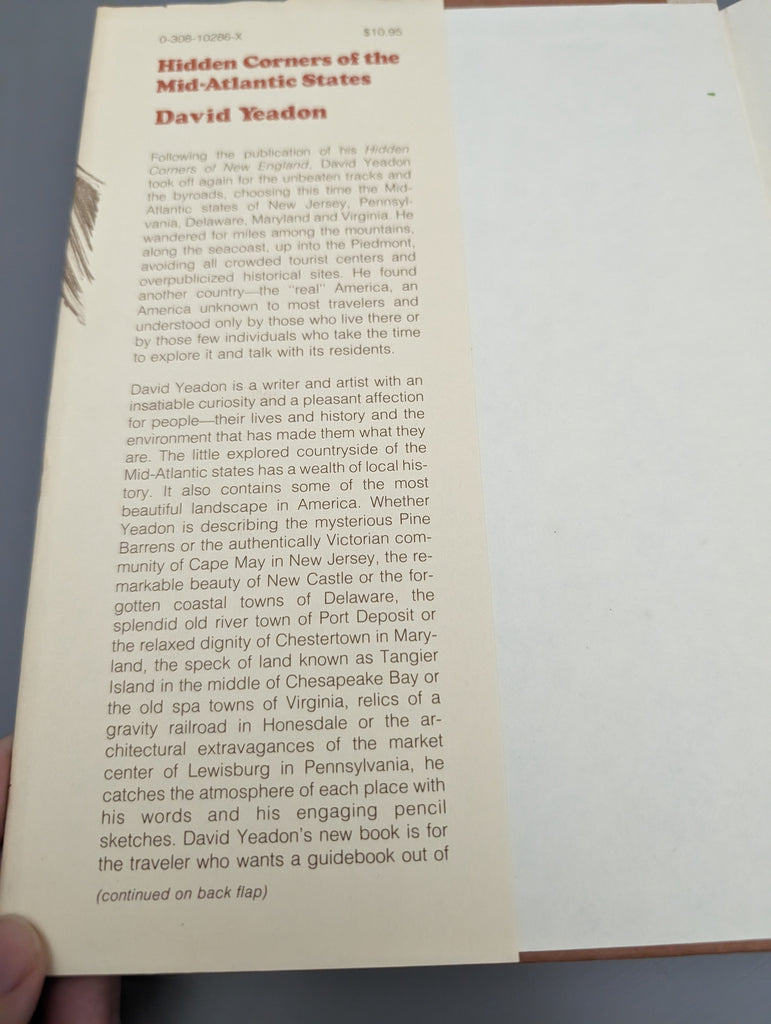 0-308-10286-X $10.95
Hidden Corners of the
Mid-Atlantic States
David Yeadon
Following the publication of his Hidden
Corners of New England, David Yeadon
took off again for the unbeaten tracks and
the byroads, choosing this time the Mid-
Atlantic states of New Jersey, Pennsyl-
vania, Delaware, Maryland and Virginia. He
wandered for miles among the mountains,
along the seacoast, up into the Piedmont,
avoiding all crowded tourist centers and
overpublicized historical sites. He found
another country—the "real" America, an
America unknown to most travelers and
understood only by those who live there or
by those few individuals who take the time
to explore it and talk with its residents.
David Yeadon is a writer and artist with an
insatiable curiosity and a pleasant affection
for people—their lives and history and the
environment that has made them what they
are. The little explored countryside of the
Mid-Atlantic states has a wealth of local his-
tory. It also contains some of the most
beautiful landscape in America. Whether
Yeadon is describing the mysterious Pine
Barrens or the authentically Victorian com-
munity of Cape May in New Jersey, the re-
markable beauty of New Castle or the for-
gotten coastal towns of Delaware, the
splendid old river town of Port Deposit or
the relaxed dignity of Chestertown in Mary-
land, the speck of land known as Tangier
Island in the middle of Chesapeake Bay or
the old spa towns of Virginia, relics of a
gravity railroad in Honesdale or the ar-
chitectural extravagances of the market
center of Lewisburg in Pennsylvania, he
catches the atmosphere of each place with
his words and his engaging pencil
sketches. David Yeadon's new book is for
the traveler who wants a guidebook out of
(continued on back flap)